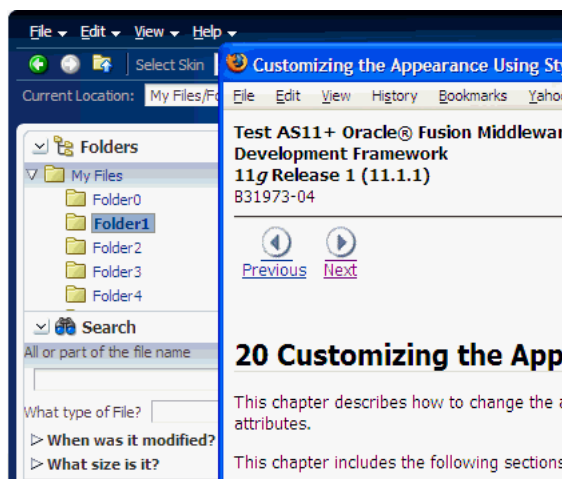 File Edit View Help
Select Skin
Current Location: My Files/Fo
Folders
My Files
Folder0
Folder1
Folder2
Folder3
Folder4
Search
All or part of the file name
What type of File?
When was it modified?
What size is it?
Customizing the Appearance Using Sty
File Edit View History Bookmarks Yahoo
Test AS11+ Oracle® Fusion Middlewar
Development Framework
11g Release 1 (11.1.1)
B31973-04
Previous Next
20 Customizing the App
This chapter describes how to change the a
attributes.
This chapter includes the following sections